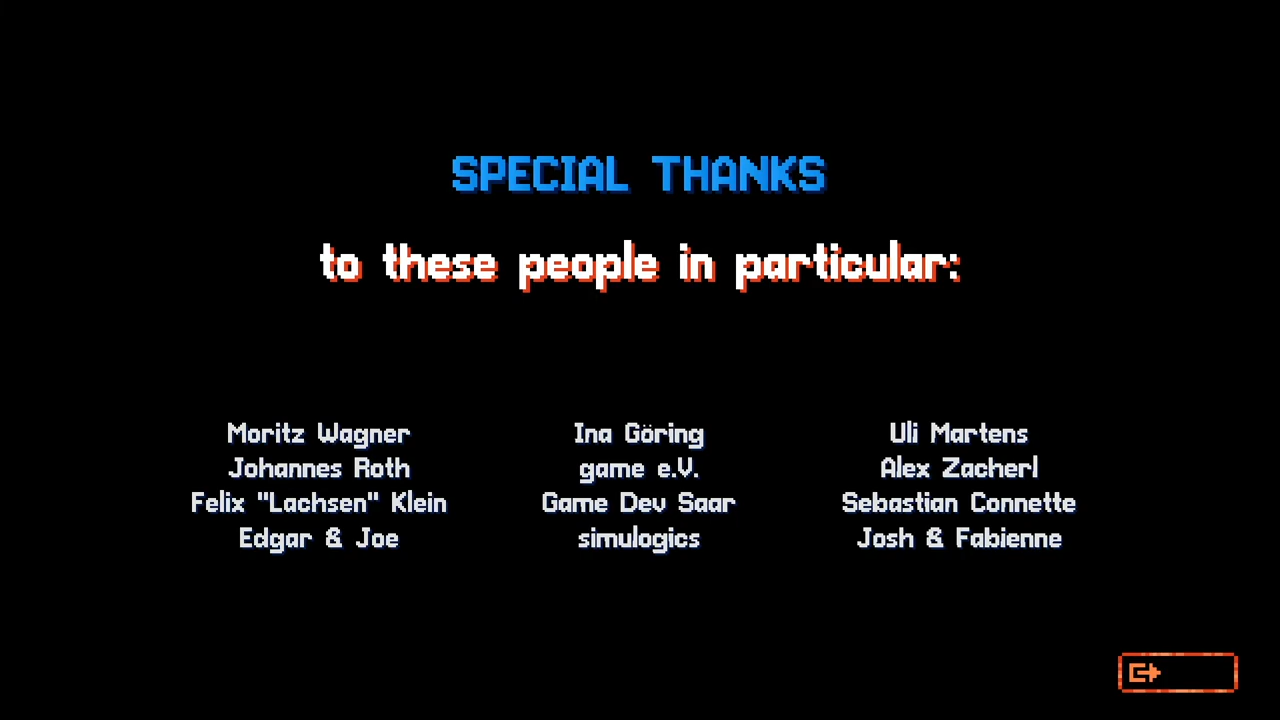 SPECIAL THANKS
to these people in particular:
Moritz Wagner
Johannes Roth
Felix "Lachsen" Klein
Edgar & Joe
Ina Göring
game e.V.
Game Dev Saar
simulogics
Uli Martens
Alex Zacherl
Sebastian Connette
Josh & Fabienne